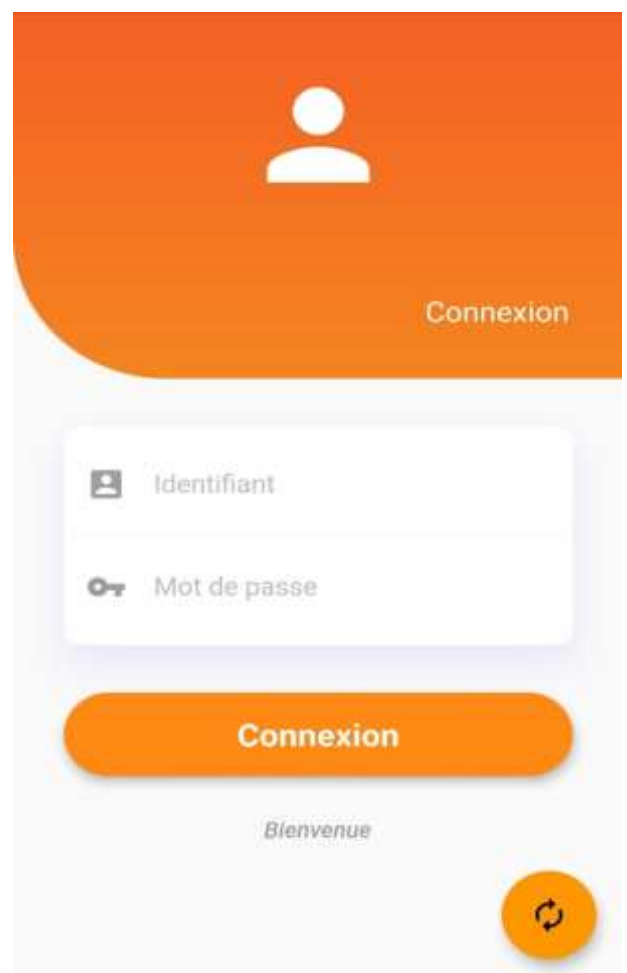 Connexion
Identifiant
Mot de passe
Connexion
Bienvenue